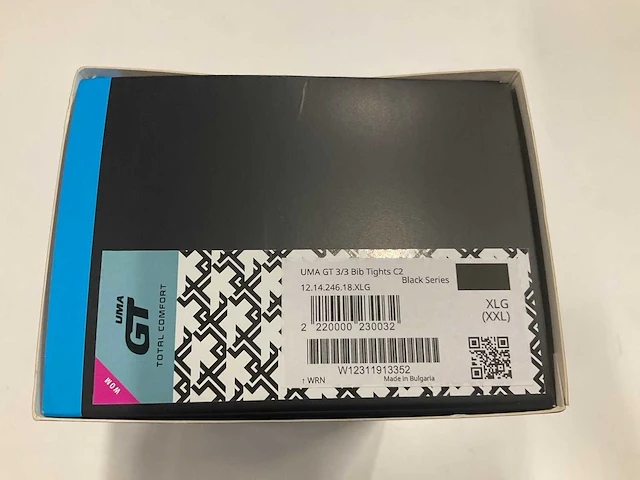 UMA
GT
TOTAL COMFORT
WOM
UMA GT 3/3 Bib Tights C2
Black Series
12.14.246.18.XLG
2 220000 230032
XLG
(XXL)
W12311913352
↑ WRN
Made in Bulgaria